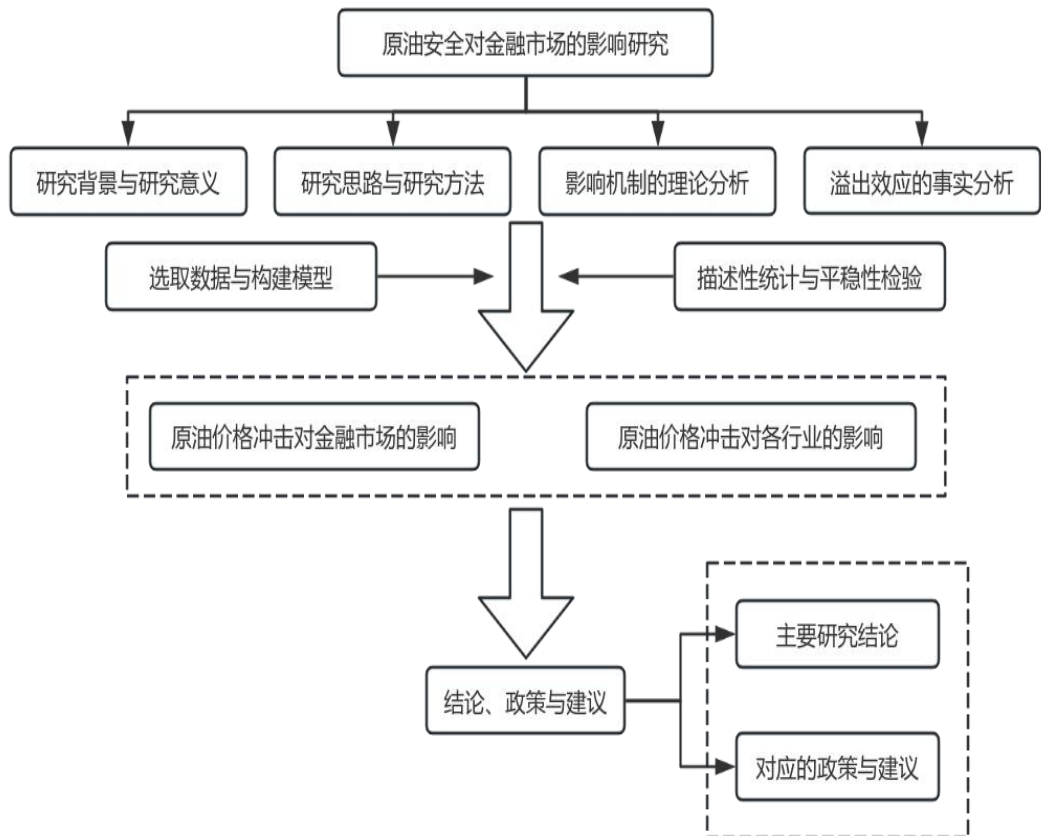 原油安全对金融市场的影响研究
研究背景与研究意义
研究思路与研究方法
影响机制的理论分析
溢出效应的事实分析
选取数据与构建模型
描述性统计与平稳性检验
原油价格冲击对金融市场的影响
原油价格冲击对各行业的影响
主要研究结论
结论、政策与建议
对应的政策与建议